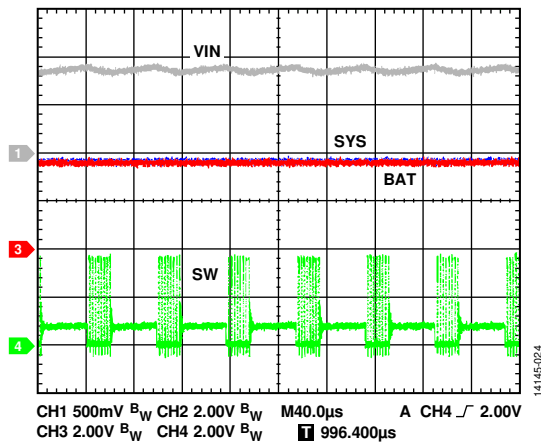 VIN
1
SYS
BAT
3
SW
4
14145-024
CH1 500mV BW CH2 2.00V BW M40.0µs A CH4 2.00V
CH3 2.00V BW CH4 2.00V BW T 996.400µs